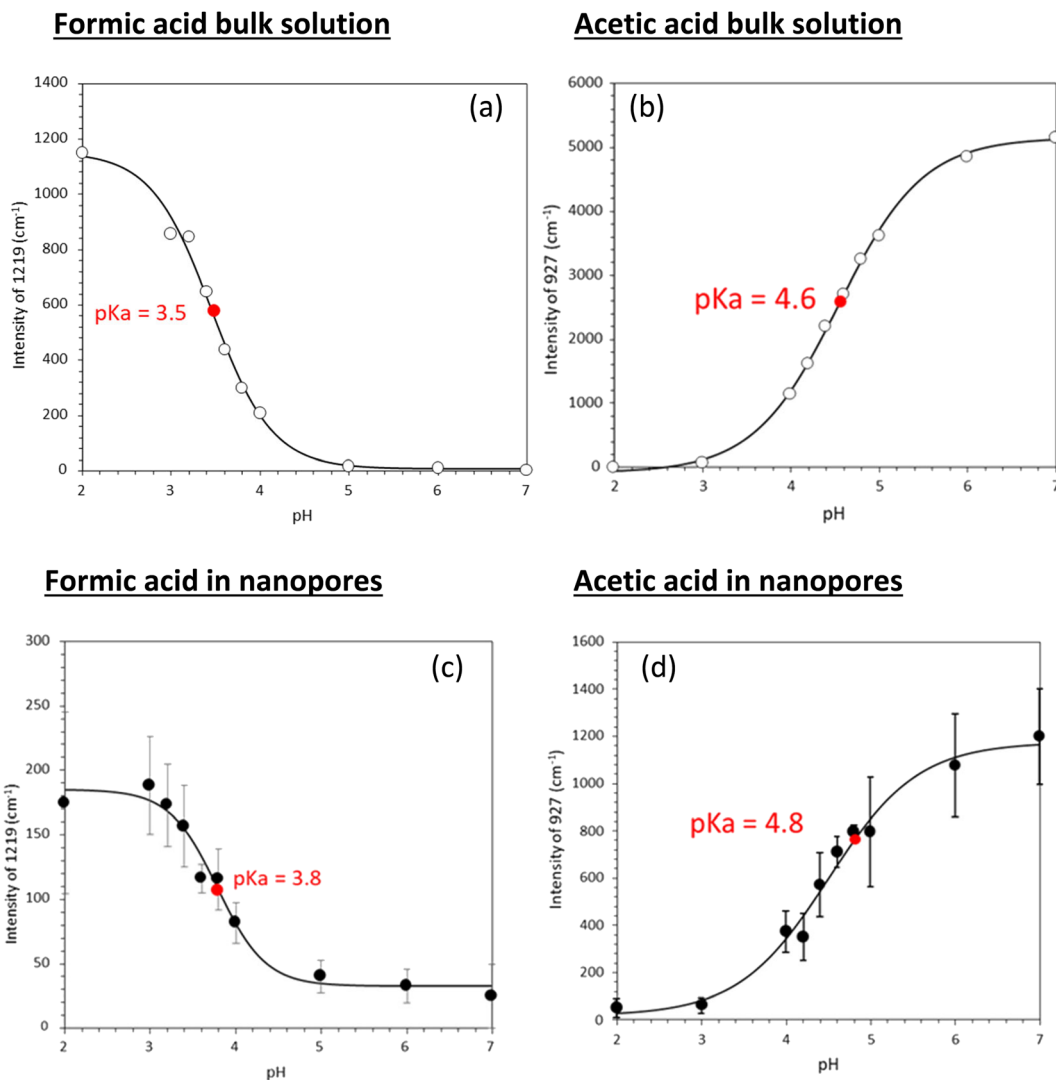 Formic acid bulk solution
Acetic acid bulk solution
(a)
1400
1200
1000
800
600
400
200
0
Intensity of 1219 (cm⁻¹)
pKa = 3.5
2 3 4 5 6 7
pH
(b)
6000
5000
4000
3000
2000
1000
0
Intensity of 927 (cm⁻¹)
pKa = 4.6
2 3 4 5 6 7
pH
Formic acid in nanopores
Acetic acid in nanopores
(c)
300
250
200
150
100
50
0
Intensity of 1219 (cm⁻¹)
pKa = 3.8
2 3 4 5 6 7
pH
(d)
1600
1400
1200
1000
800
600
400
200
0
Intensity of 927 (cm⁻¹)
pKa = 4.8
2 3 4 5 6 7
pH